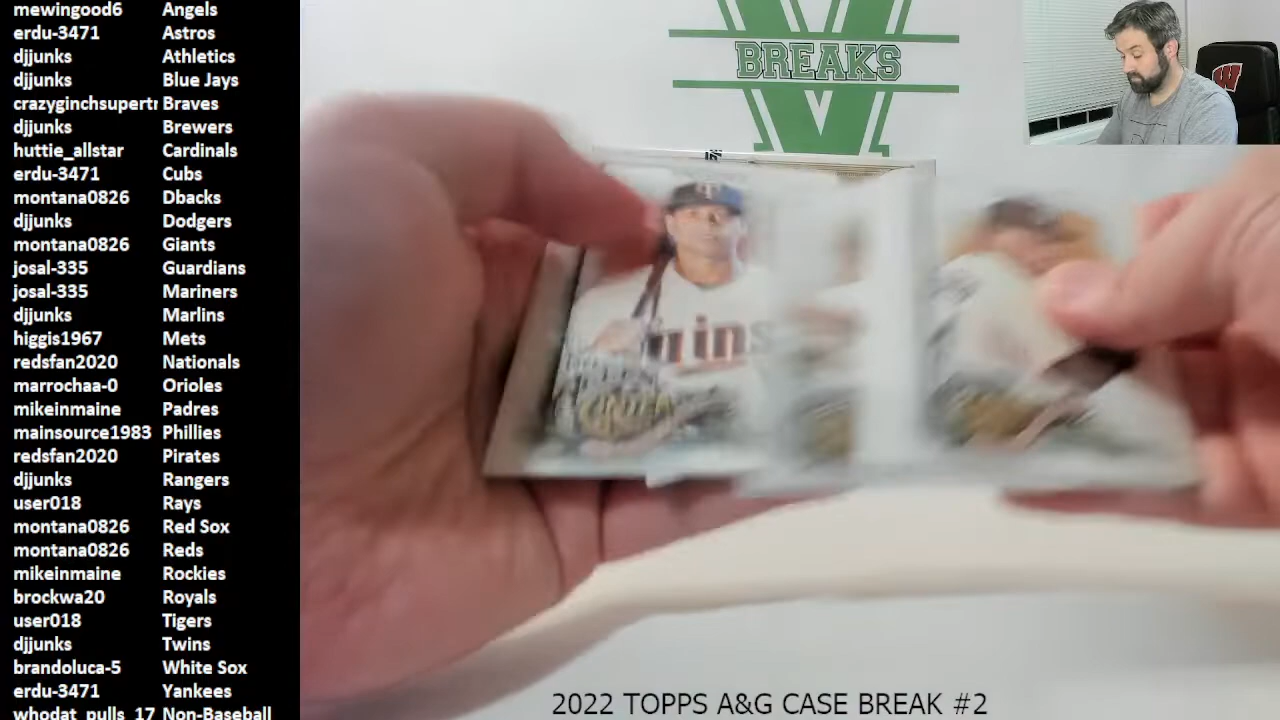 mewingood6 Angels
erdu-3471 Astros
djjunks Athletics
djjunks Blue Jays
crazyginchsupertr Braves
djjunks Brewers
huttie_allstar Cardinals
erdu-3471 Cubs
montana0826 Dbacks
djjunks Dodgers
montana0826 Giants
josal-335 Guardians
josal-335 Mariners
djjunks Marlins
higgis1967 Mets
redsfan2020 Nationals
marrochaa-0 Orioles
mikeinmaine Padres
mainsource1983 Phillies
redsfan2020 Pirates
djjunks Rangers
user018 Rays
montana0826 Red Sox
montana0826 Reds
mikeinmaine Rockies
brockwa20 Royals
user018 Tigers
djjunks Twins
brandoluca-5 White Sox
erdu-3471 Yankees
whodat_pulls_17 Non-Baseball
V
BREAKS
W
2022 TOPPS A&G CASE BREAK #2